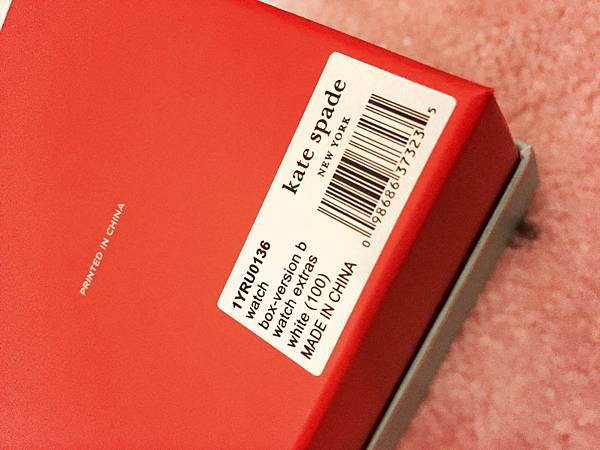 PRINTED IN CHINA
kate spade
NEW YORK
0 98686 37323 5
1YRU0136
watch
box-version b
watch extras
white (100)
MADE IN CHINA